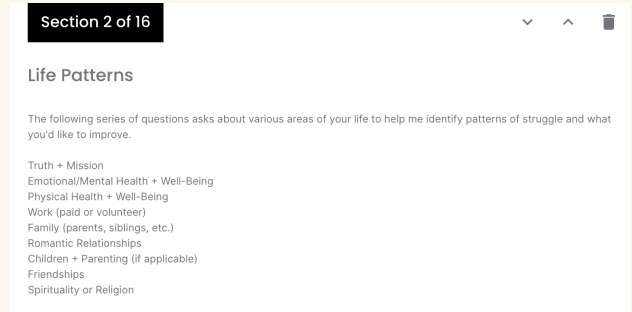 Section 2 of 16
Life Patterns
The following series of questions asks about various areas of your life to help me identify patterns of struggle and what
you'd like to improve.
Truth + Mission
Emotional/Mental Health + Well-Being
Physical Health + Well-Being
Work (paid or volunteer)
Family (parents, siblings, etc.)
Romantic Relationships
Children + Parenting (if applicable)
Friendships
Spirituality or Religion